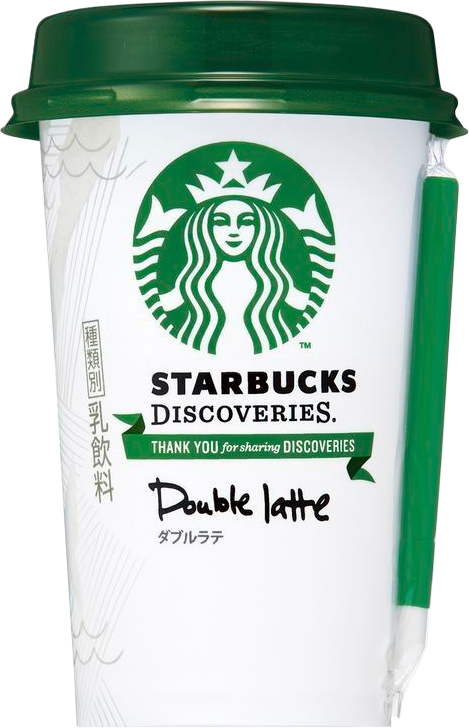 TM
STARBUCKS
DISCOVERIES.
THANK YOU for sharing DISCOVERIES
Double latte
ダブルラテ
種類別
乳飲料